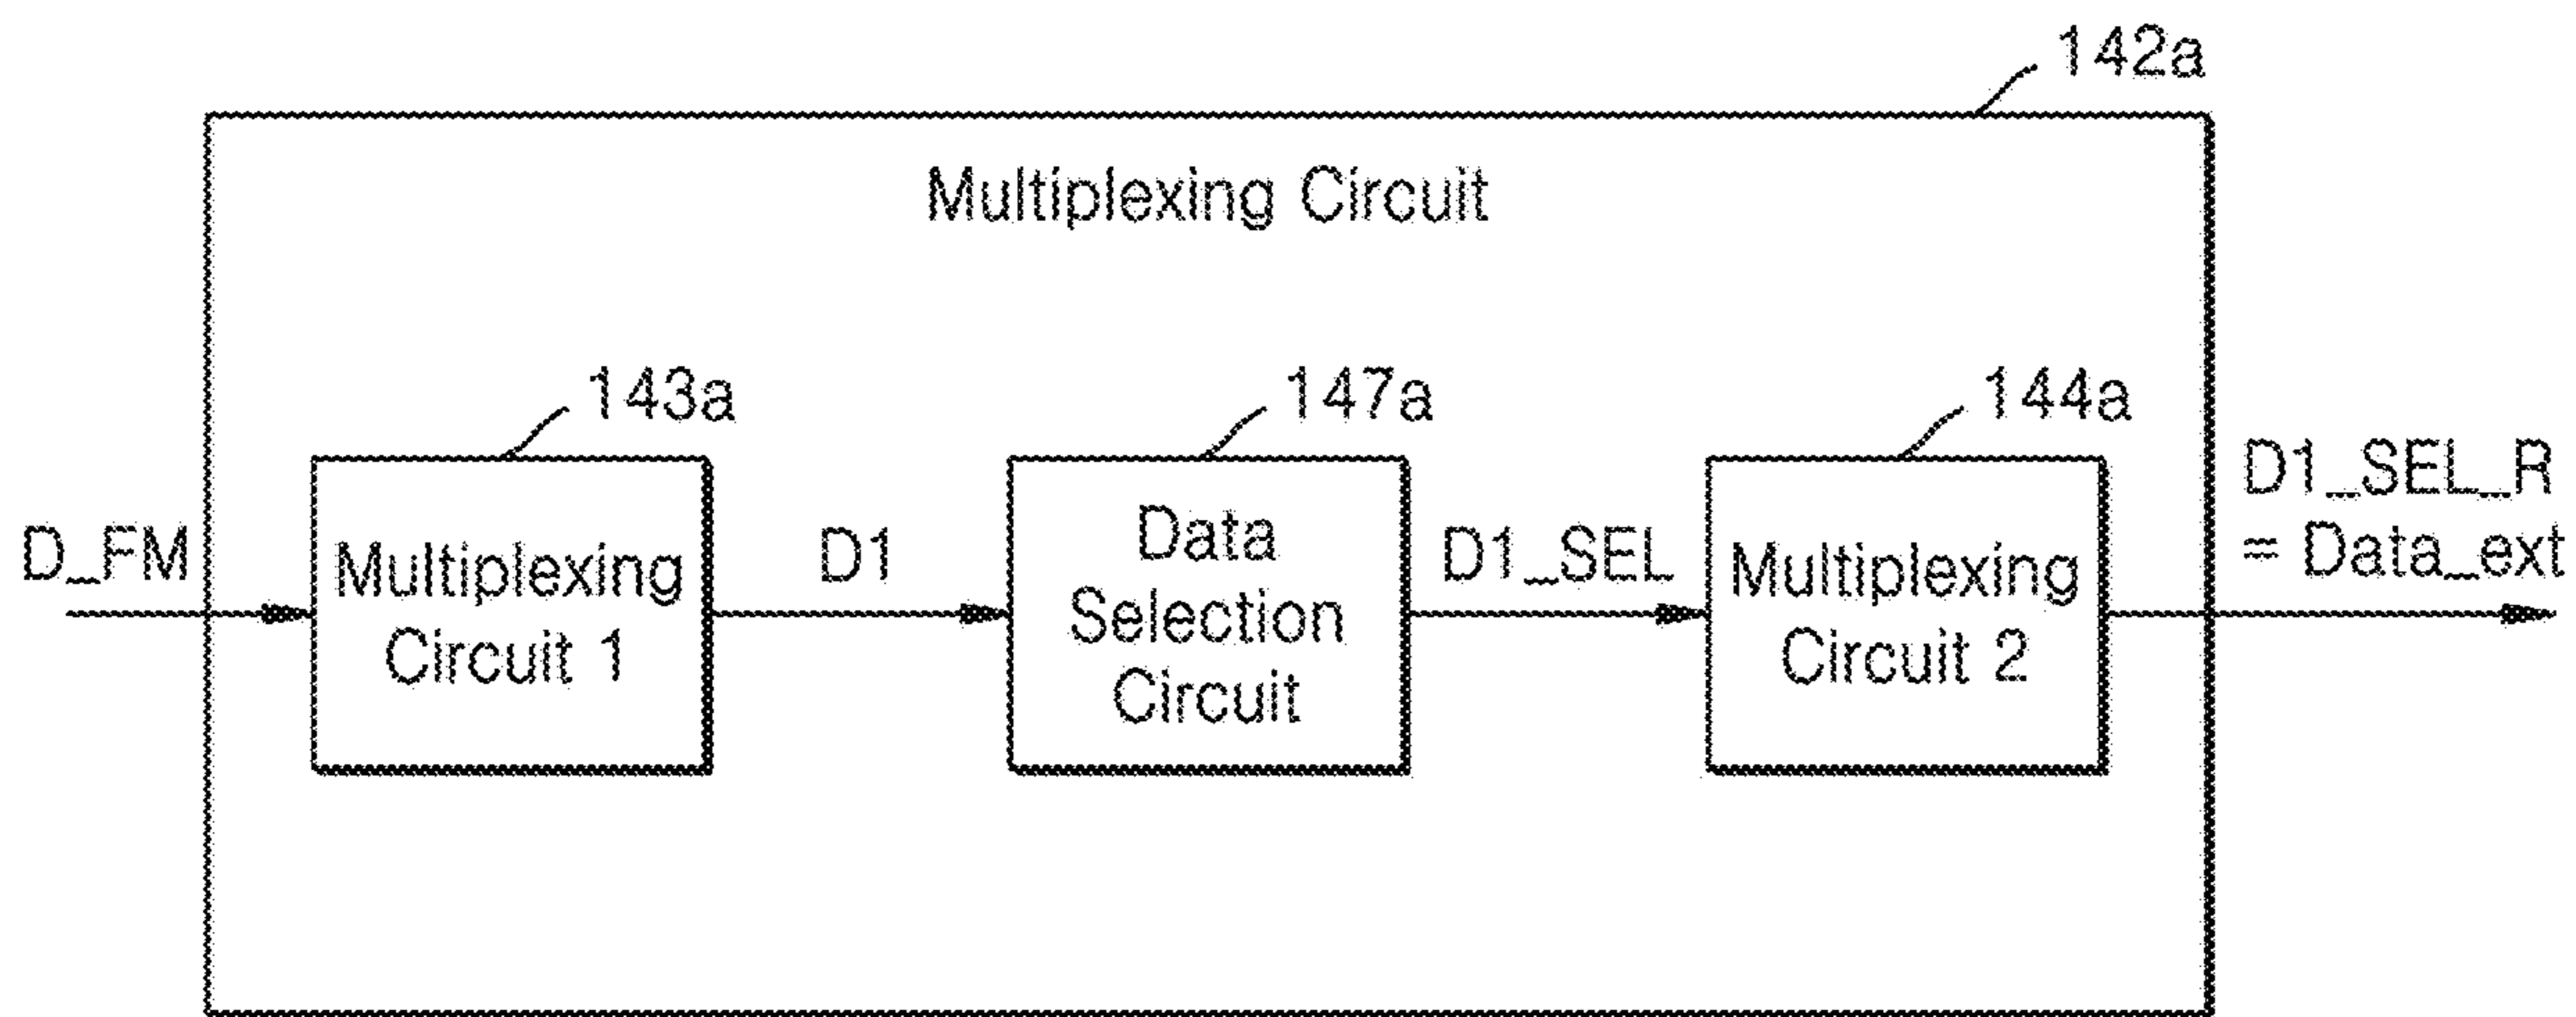 142a
Multiplexing Circuit
143a
147a
144a
D_FM
Multiplexing
Circuit 1
D1
Data
Selection
Circuit
D1_SEL
Multiplexing
Circuit 2
D1_SEL_R
= Data_ext